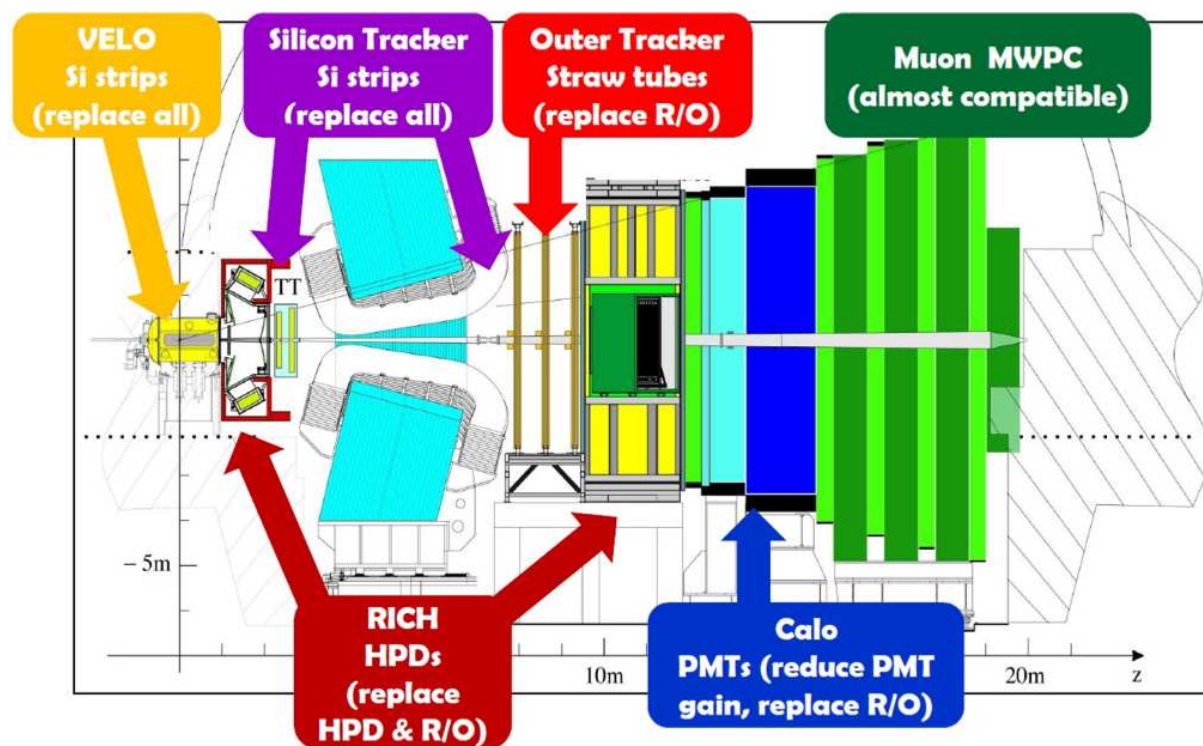 VELO
Si strips
(replace all)
Silicon Tracker
Si strips
(replace all)
Outer Tracker
Straw tubes
(replace R/O)
Muon MWPC
(almost compatible)
TT
– 5m
RICH
HPDs
(replace
HPD & R/O)
10m
Calo
PMTs (reduce PMT
gain, replace R/O)
20m
z